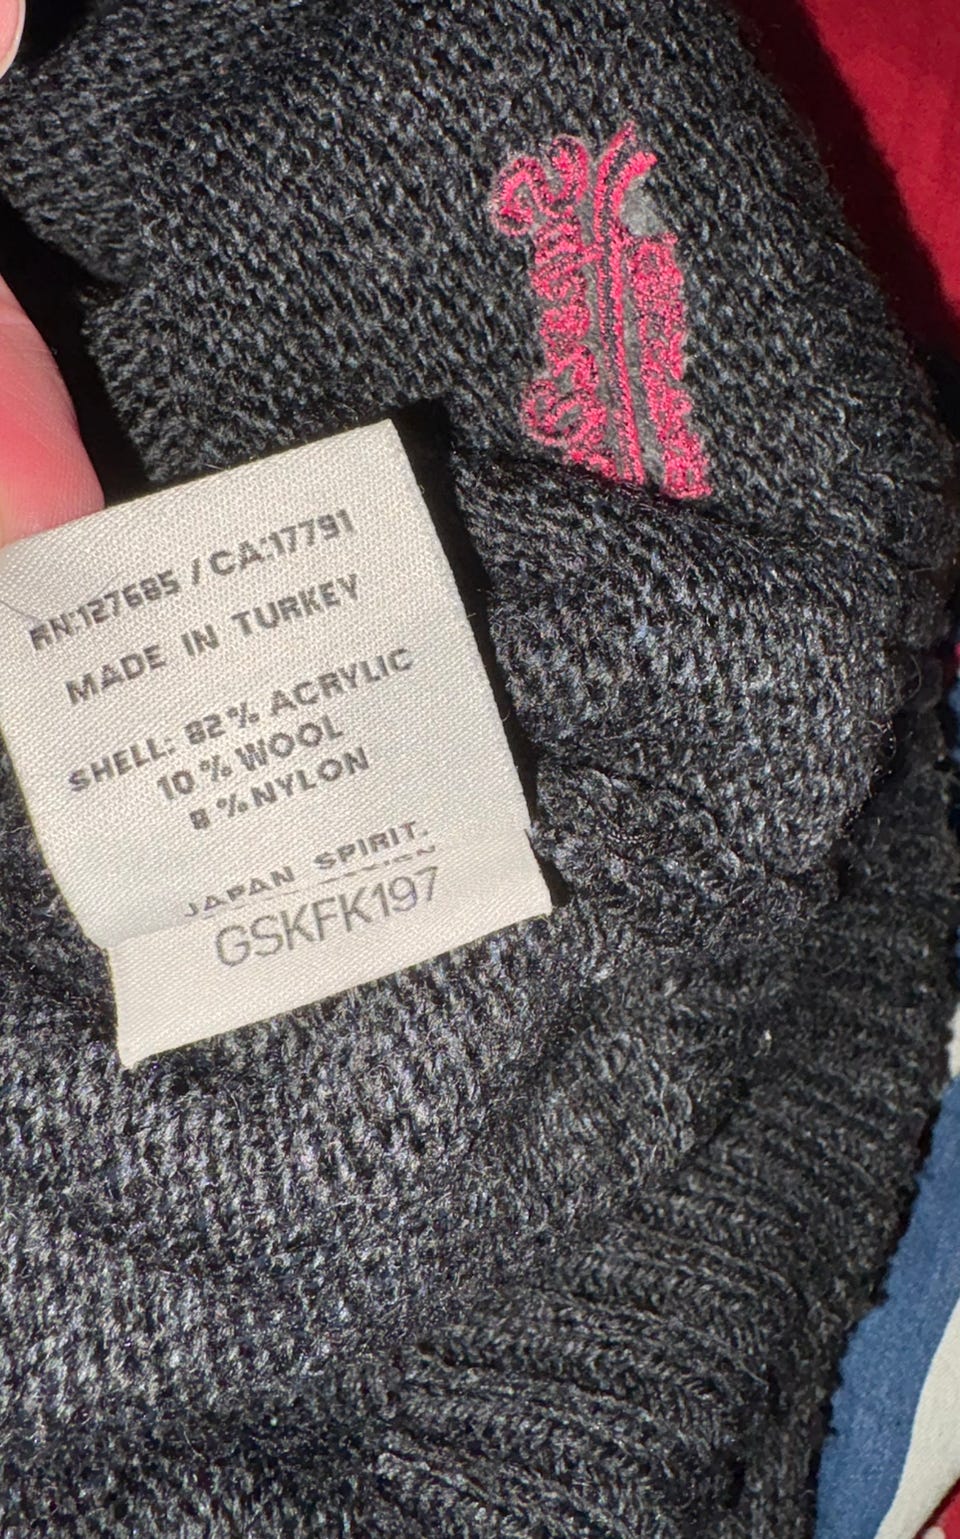 RN:127685 / CA:17791
MADE IN TURKEY
SHELL: 82% ACRYLIC
10% WOOL
8% NYLON
JAPAN SPIRIT.
GSKFK197